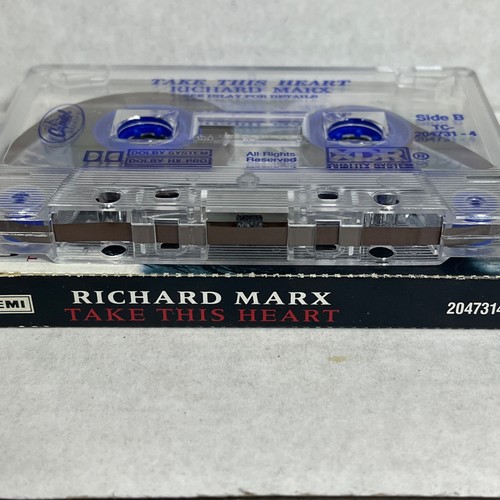 TAKE THIS HEART
RICHARD MARX
SEE INLAY FOR DETAILS
Capitol
Side B
TC-
204731-4
DOLBY SYSTEM
DOLBY HX PRO
All Rights
Reserved
XDR
®
EMI
RICHARD MARX
TAKE THIS HEART
2047314